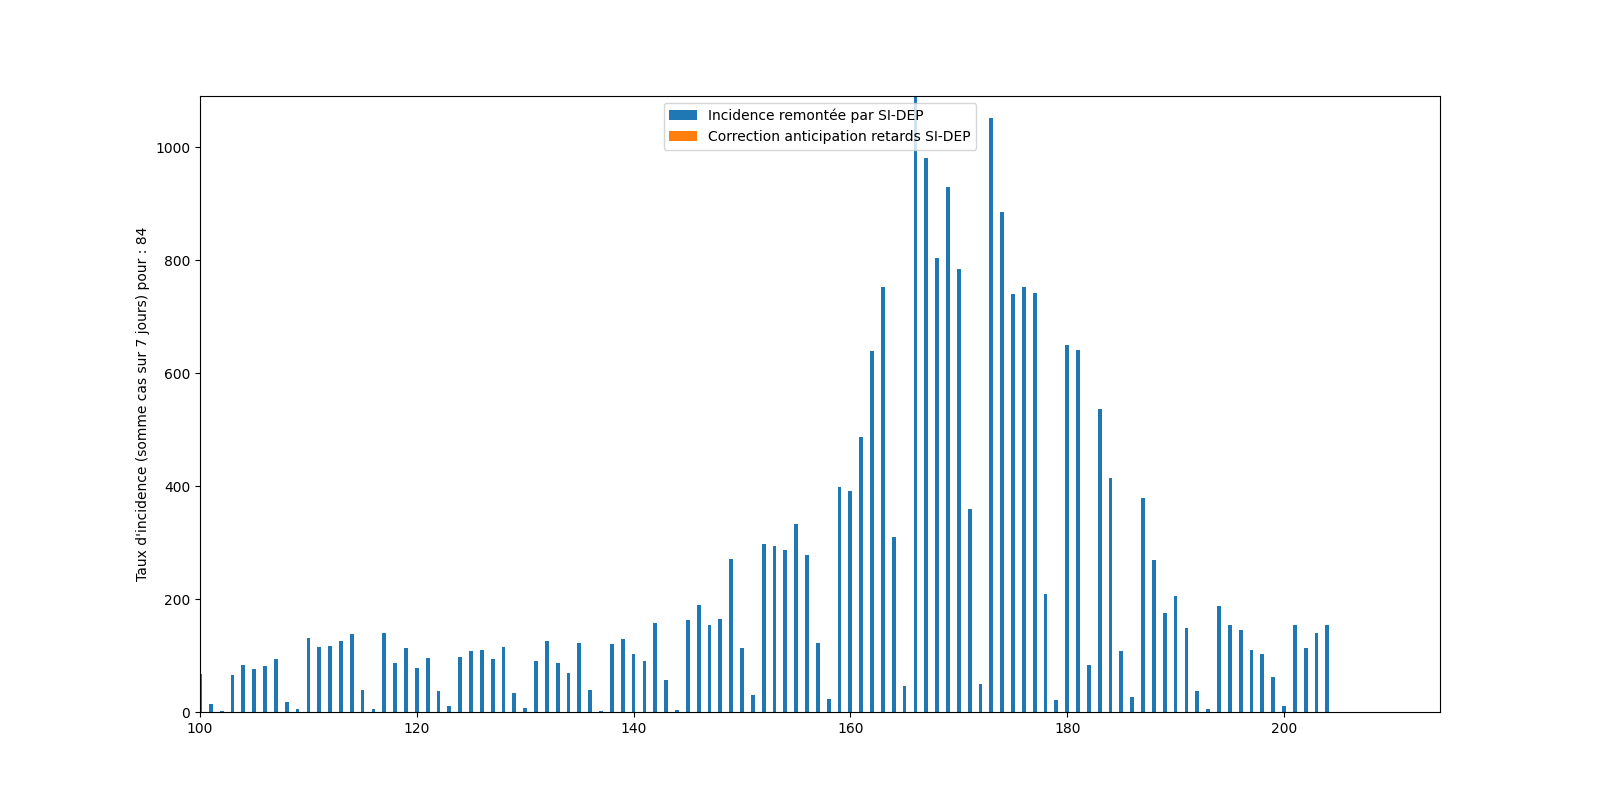 Incidence remontée par SI-DEP
Correction anticipation retards SI-DEP
Taux d'incidence (somme cas sur 7 jours) pour : 84
1000
800
600
400
200
0
100 120 140 160 180 200